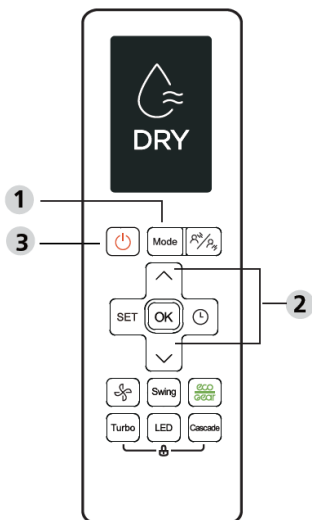 DRY
1
3
Mode
2
SET OK
Swing eco gear
Turbo LED Cascade